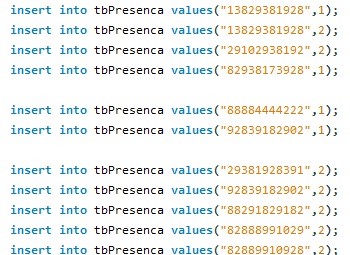 insert into tbPresenca values("13829381928",1);
insert into tbPresenca values("13829381928",2);
insert into tbPresenca values("29102938192",2);
insert into tbPresenca values("82938173928",1);
insert into tbPresenca values("88884444222",1);
insert into tbPresenca values("92839182902",1);
insert into tbPresenca values("29381928391",2);
insert into tbPresenca values("92839182902",2);
insert into tbPresenca values("88291829182",2);
insert into tbPresenca values("82888991029",2);
insert into tbPresenca values("82889910928",2);